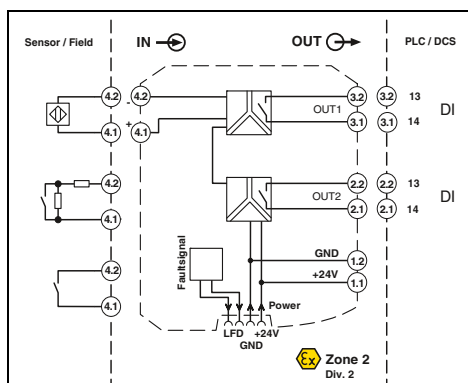 Sensor / Field IN OUT PLC / DCS
4.2 - 4.2 3.2 3.2 13
OUT1 DI
4.1 + 4.1 3.1 3.1 14
4.2 2.2 2.2 13
OUT2 DI
4.1 2.1 2.1 14
Faultsignal
GND 1.2
4.2
+24V 1.1
4.1
Power
LFD +24V
GND
Ex Zone 2
Div. 2